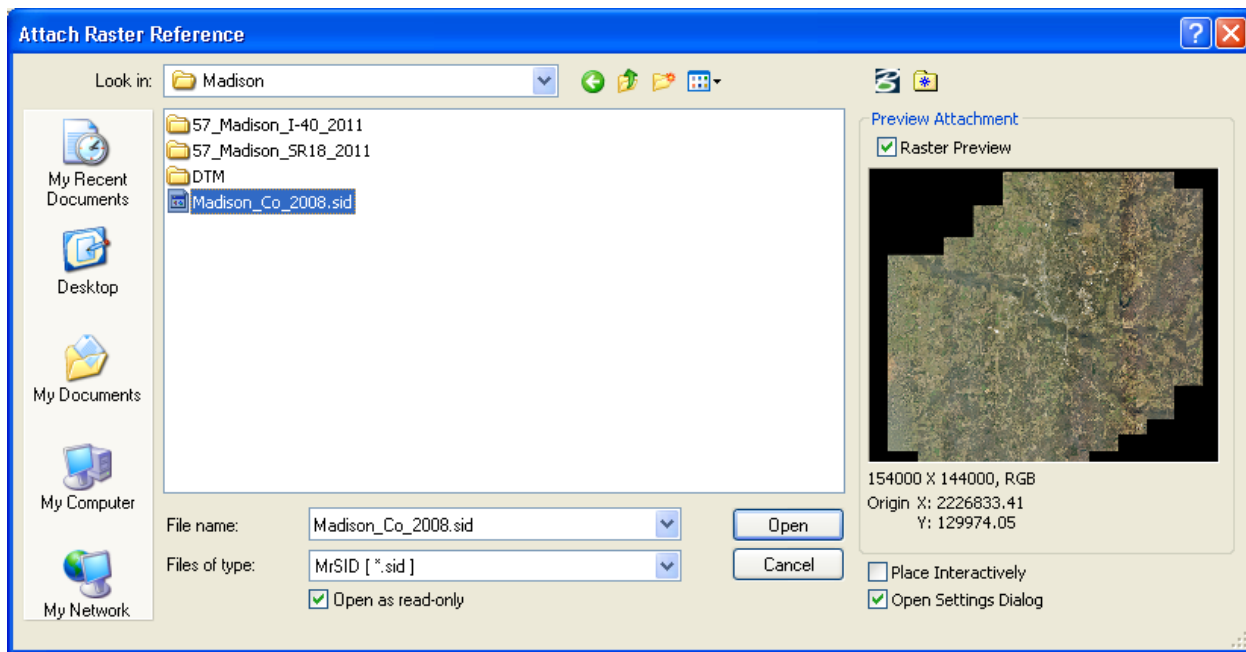 Attach Raster Reference
Look in: Madison
57_Madison_I-40_2011
57_Madison_SR18_2011
DTM
Madison_Co_2008.sid
My Recent
Documents
Desktop
My Documents
My Computer
My Network
File name: Madison_Co_2008.sid Open
Files of type: MrSID [ *.sid ] Cancel
Open as read-only
Preview Attachment
Raster Preview
154000 X 144000, RGB
Origin X: 2226833.41
Y: 129974.05
Place Interactively
Open Settings Dialog